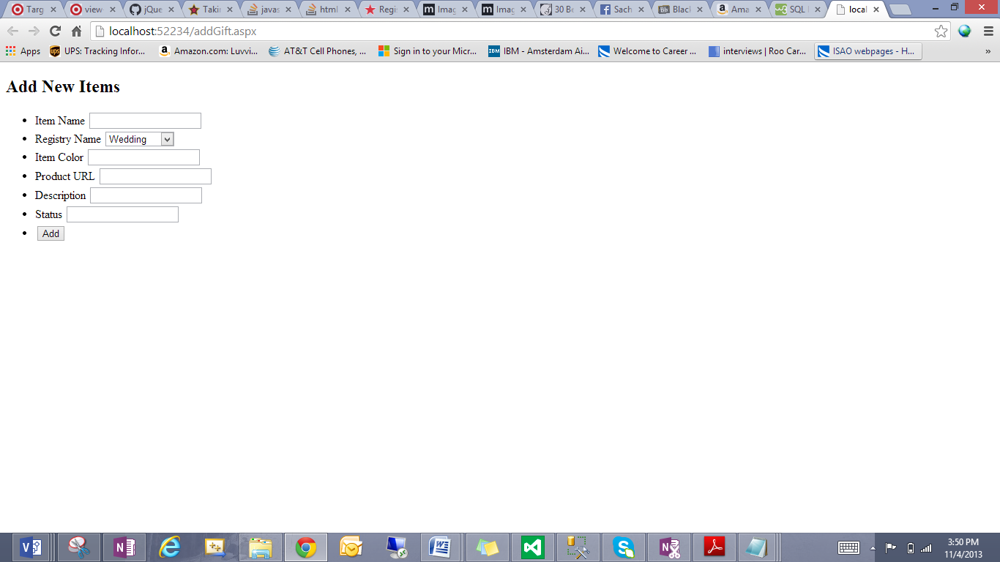 Targ view jQue Takin javas html Regis Imag Imag 30 Be Sach Black Ama SQL local
localhost:52234/addGift.aspx
Apps UPS: Tracking Infor... Amazon.com: Luvvi... AT&T Cell Phones, ... Sign in to your Micr... IBM - Amsterdam Ai... Welcome to Career ... interviews | Roo Car... ISAO webpages - H... »
Add New Items
Item Name
Registry Name Wedding
Item Color
Product URL
Description
Status
Add
3:50 PM
11/4/2013